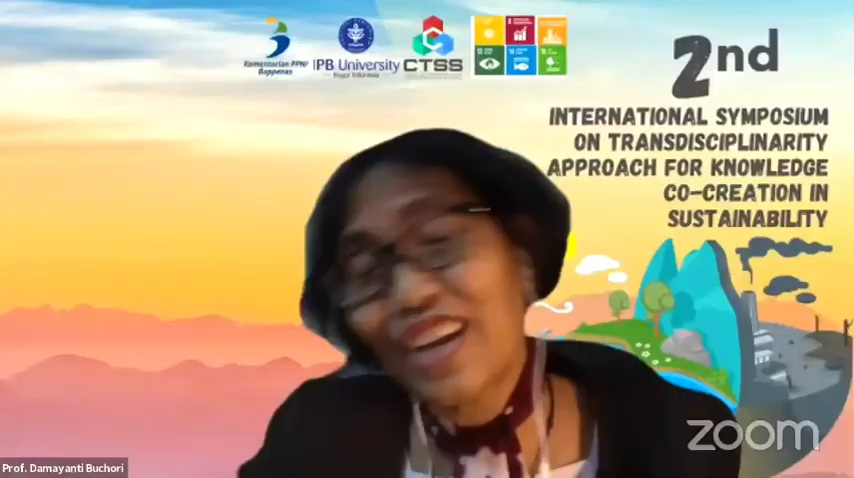 Kementerian PPN/
Bappenas
IPB University
Bogor Indonesia
CTSS
2nd
INTERNATIONAL SYMPOSIUM
ON TRANSDISCIPLINARITY
APPROACH FOR KNOWLEDGE
CO-CREATION IN
SUSTAINABILITY
zoom
Prof. Damayanti Buchori